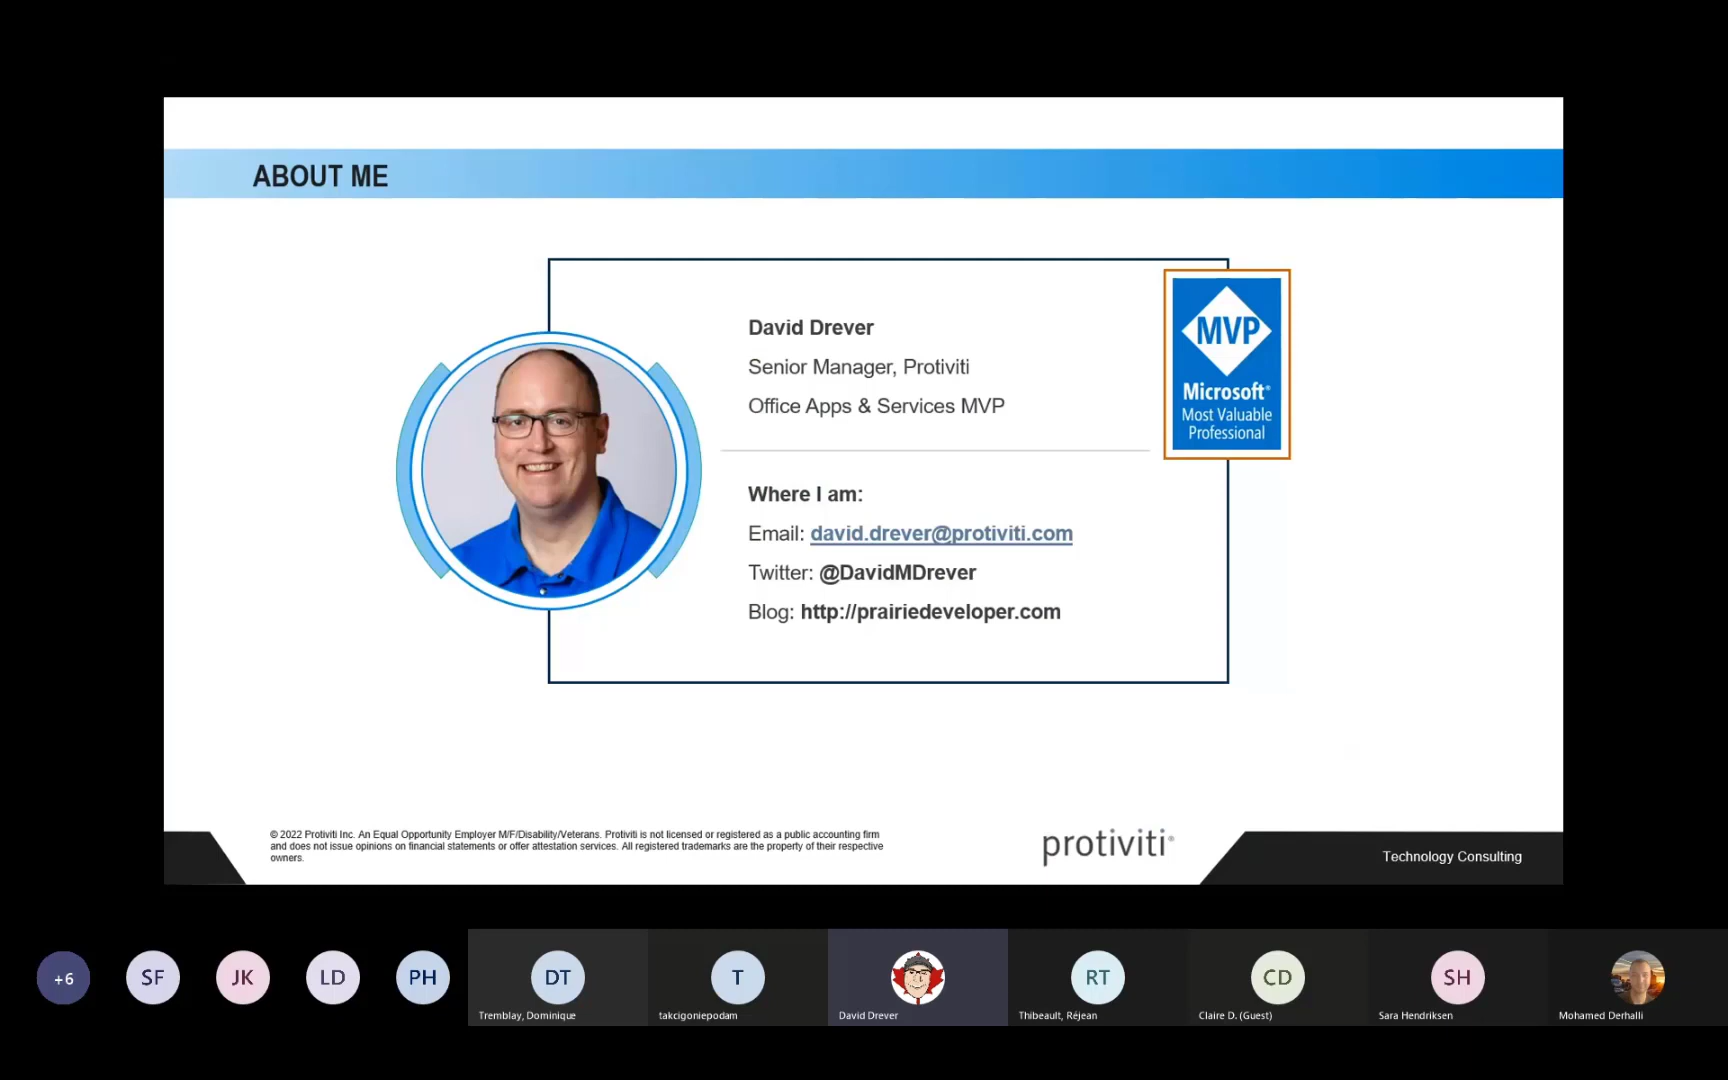 ABOUT ME
David Drever
Senior Manager, Protiviti
Office Apps & Services MVP
MVP
Microsoft®
Most Valuable
Professional
Where I am:
Email: david.drever@protiviti.com
Twitter: @DavidMDrever
Blog: http://prairiedeveloper.com
© 2022 Protiviti Inc. An Equal Opportunity Employer M/F/Disability/Veterans. Protiviti is not licensed or registered as a public accounting firm
and does not issue opinions on financial statements or offer attestation services. All registered trademarks are the property of their respective
owners.
protiviti®
Technology Consulting
+6
SF
JK
LD
PH
DT
T
RT
CD
SH
Tremblay, Dominique
takcigoniepodam
David Drever
Thibeault, Réjean
Claire D. (Guest)
Sara Hendriksen
Mohamed Derhalli